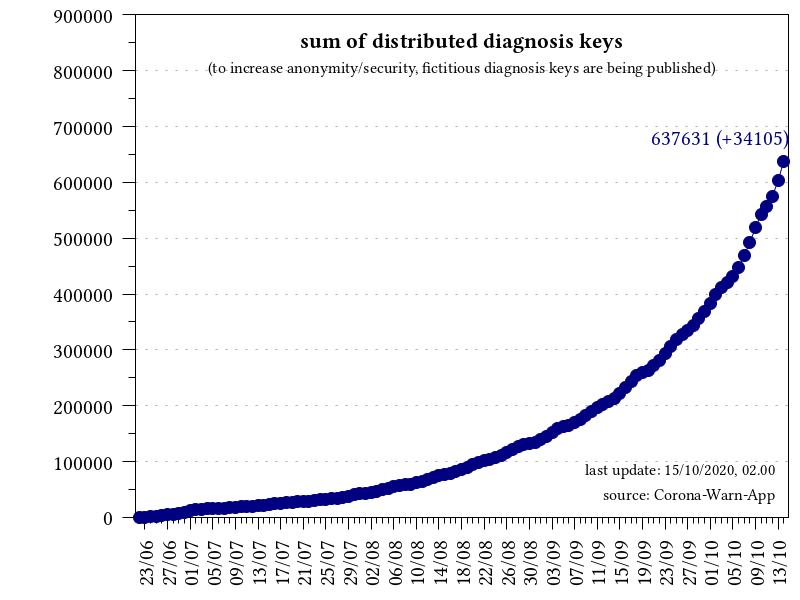 sum of distributed diagnosis keys
(to increase anonymity/security, fictitious diagnosis keys are being published)
637631 (+34105)
900000
800000
700000
600000
500000
400000
300000
200000
100000
0
last update: 15/10/2020, 02.00
source: Corona-Warn-App
23/06 27/06 01/07 05/07 09/07 13/07 17/07 21/07 25/07 29/07 02/08 06/08 10/08 14/08 18/08 22/08 26/08 30/08 03/09 07/09 11/09 15/09 19/09 23/09 27/09 01/10 05/10 09/10 13/10